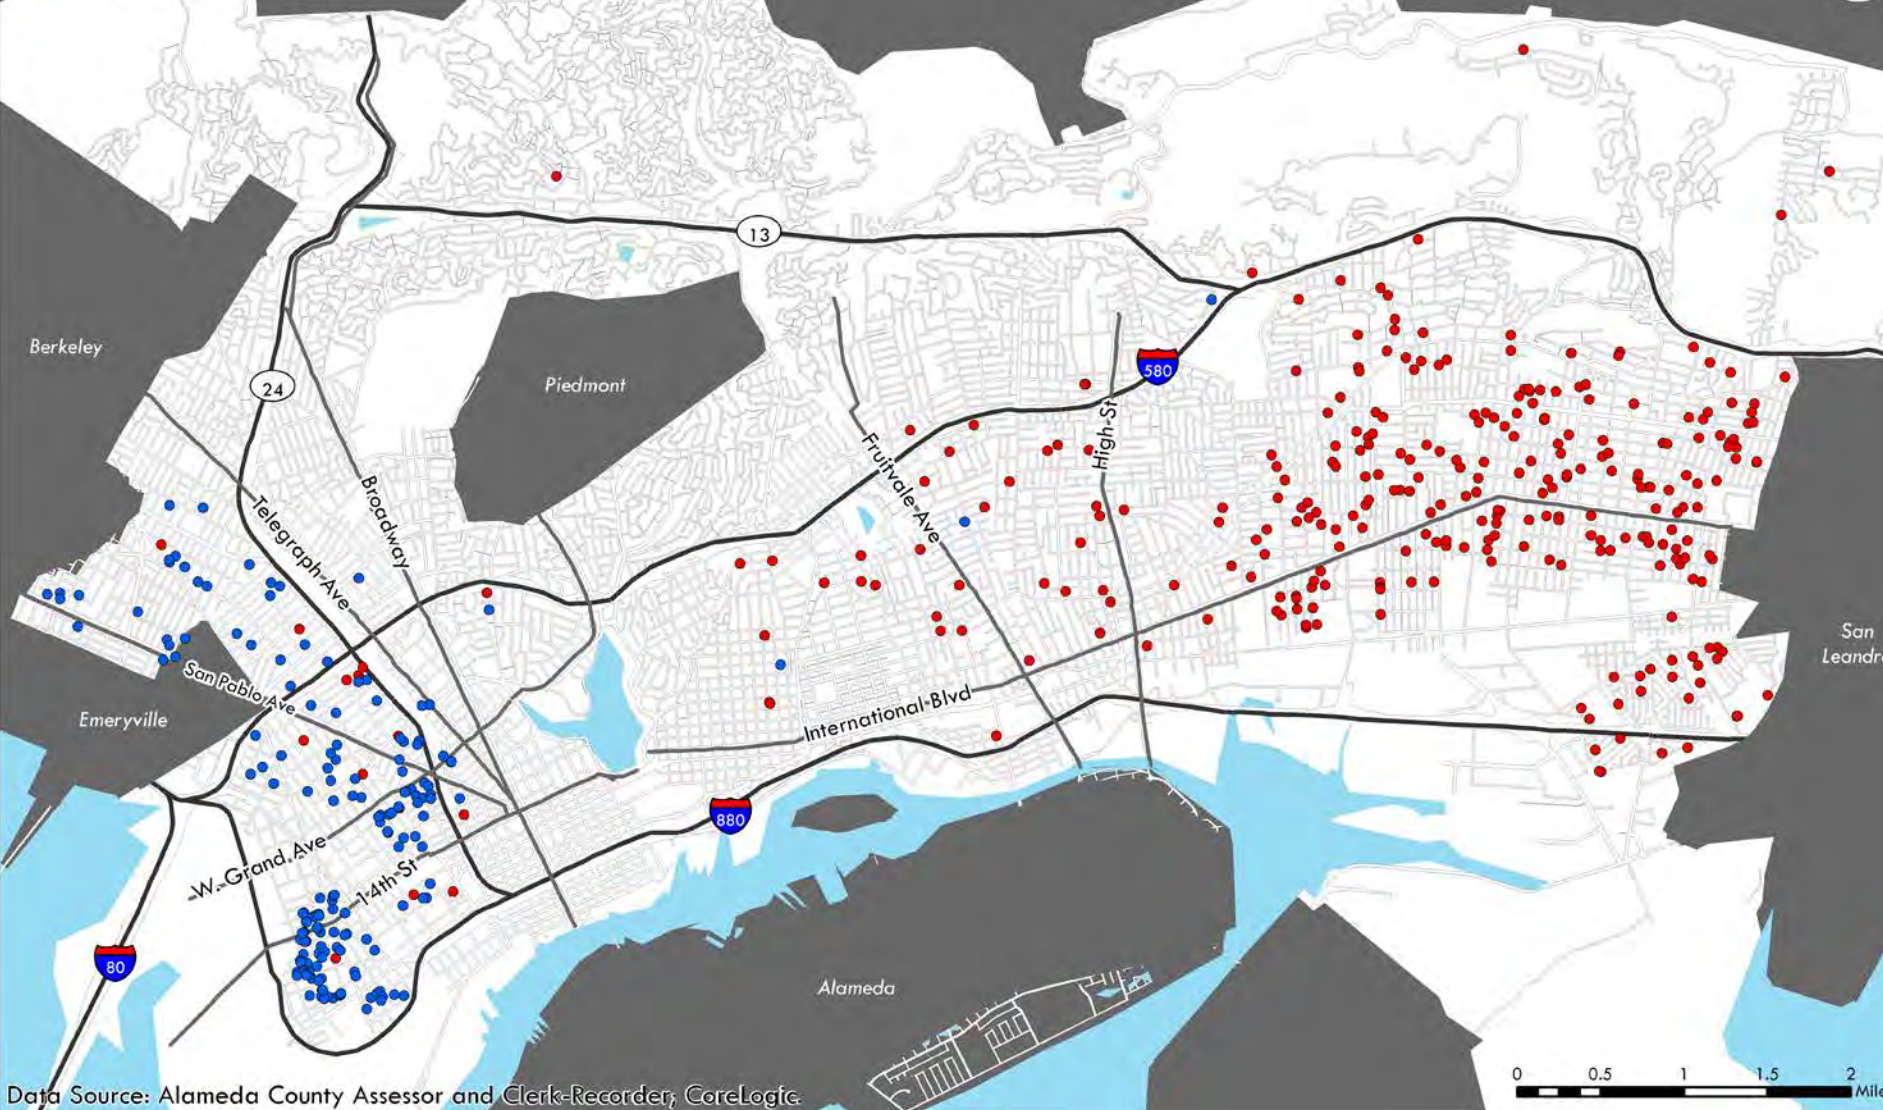 13
Berkeley
24
Piedmont
580
High-St
Fruitvale-Ave
Broadway
Telegraph-Ave
San
Leandr
San Pablo Ave
Emeryville
International-Blvd
880
W.-Grand-Ave
14th-St
80
Alameda
0 0.5 1 1.5 2
Mile
Data Source: Alameda County Assessor and Clerk-Recorder; CoreLogic.